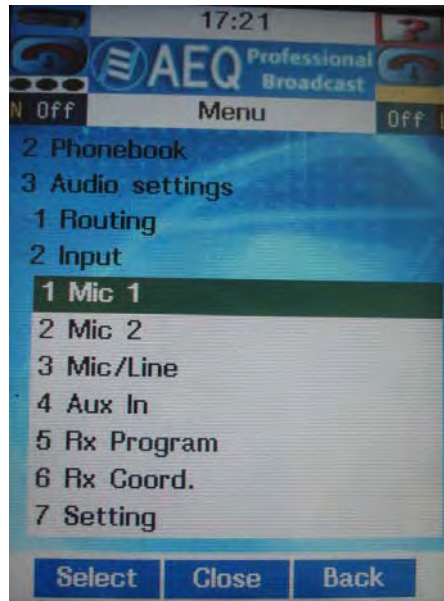 17:21
AEQ Professional
Broadcast
N Off Menu Off
2 Phonebook
3 Audio settings
1 Routing
2 Input
1 Mic 1
2 Mic 2
3 Mic/Line
4 Aux In
5 Rx Program
6 Rx Coord.
7 Setting
Select Close Back